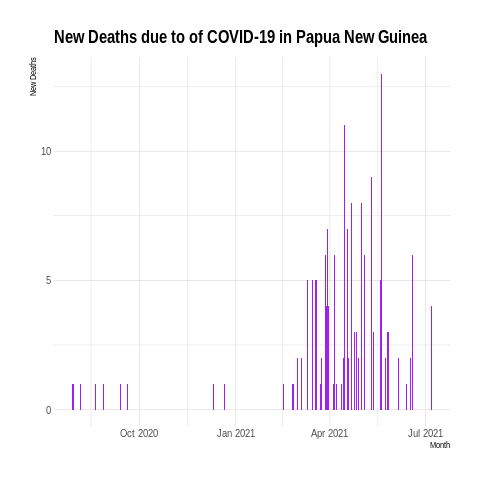 New Deaths due to of COVID-19 in Papua New Guinea
New Deaths
10
5
0
Oct 2020 Jan 2021 Apr 2021 Jul 2021
Month